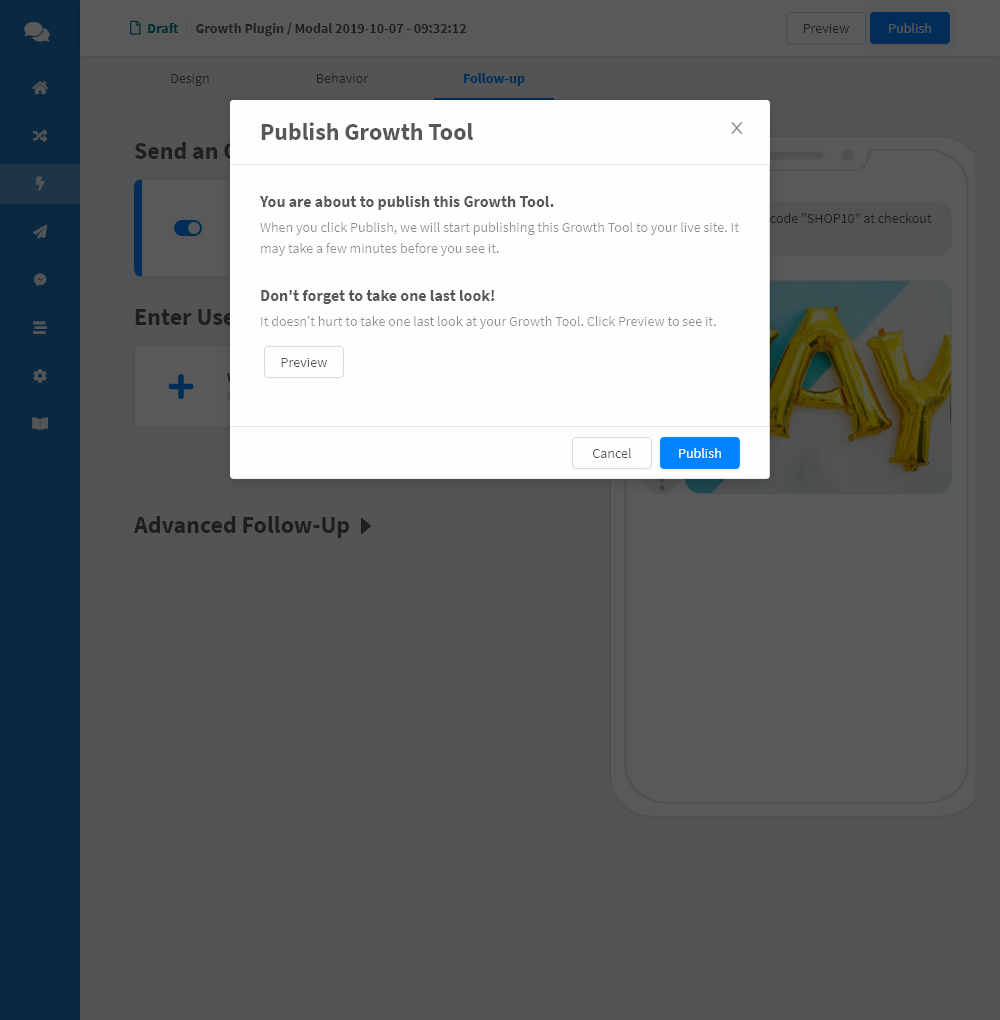 Draft Growth Plugin / Modal 2019-10-07 - 09:32:12 Preview Publish
Design Behavior Follow-up
Publish Growth Tool
Send an
You are about to publish this Growth Tool.
When you click Publish, we will start publishing this Growth Tool to your live site. It
may take a few minutes before you see it.
code "SHOP10" at checkout
Don't forget to take one last look!
Enter Use
It doesn't hurt to take one last look at your Growth Tool. Click Preview to see it.
Preview
AY
Cancel Publish
Advanced Follow-Up